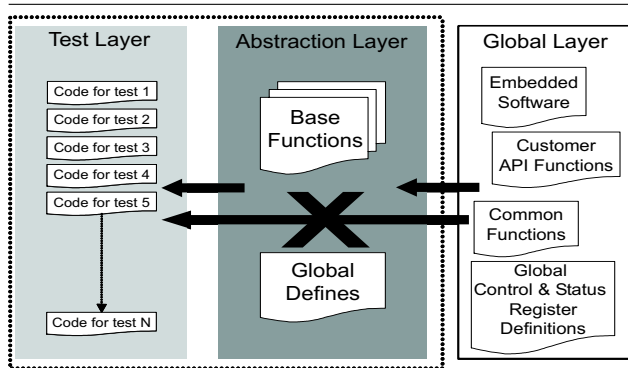 Test Layer
Code for test 1
Code for test 2
Code for test 3
Code for test 4
Code for test 5
Code for test N
Abstraction Layer
Base
Functions
Global
Defines
Global Layer
Embedded
Software
Customer
API Functions
Common
Functions
Global
Control & Status
Register
Definitions